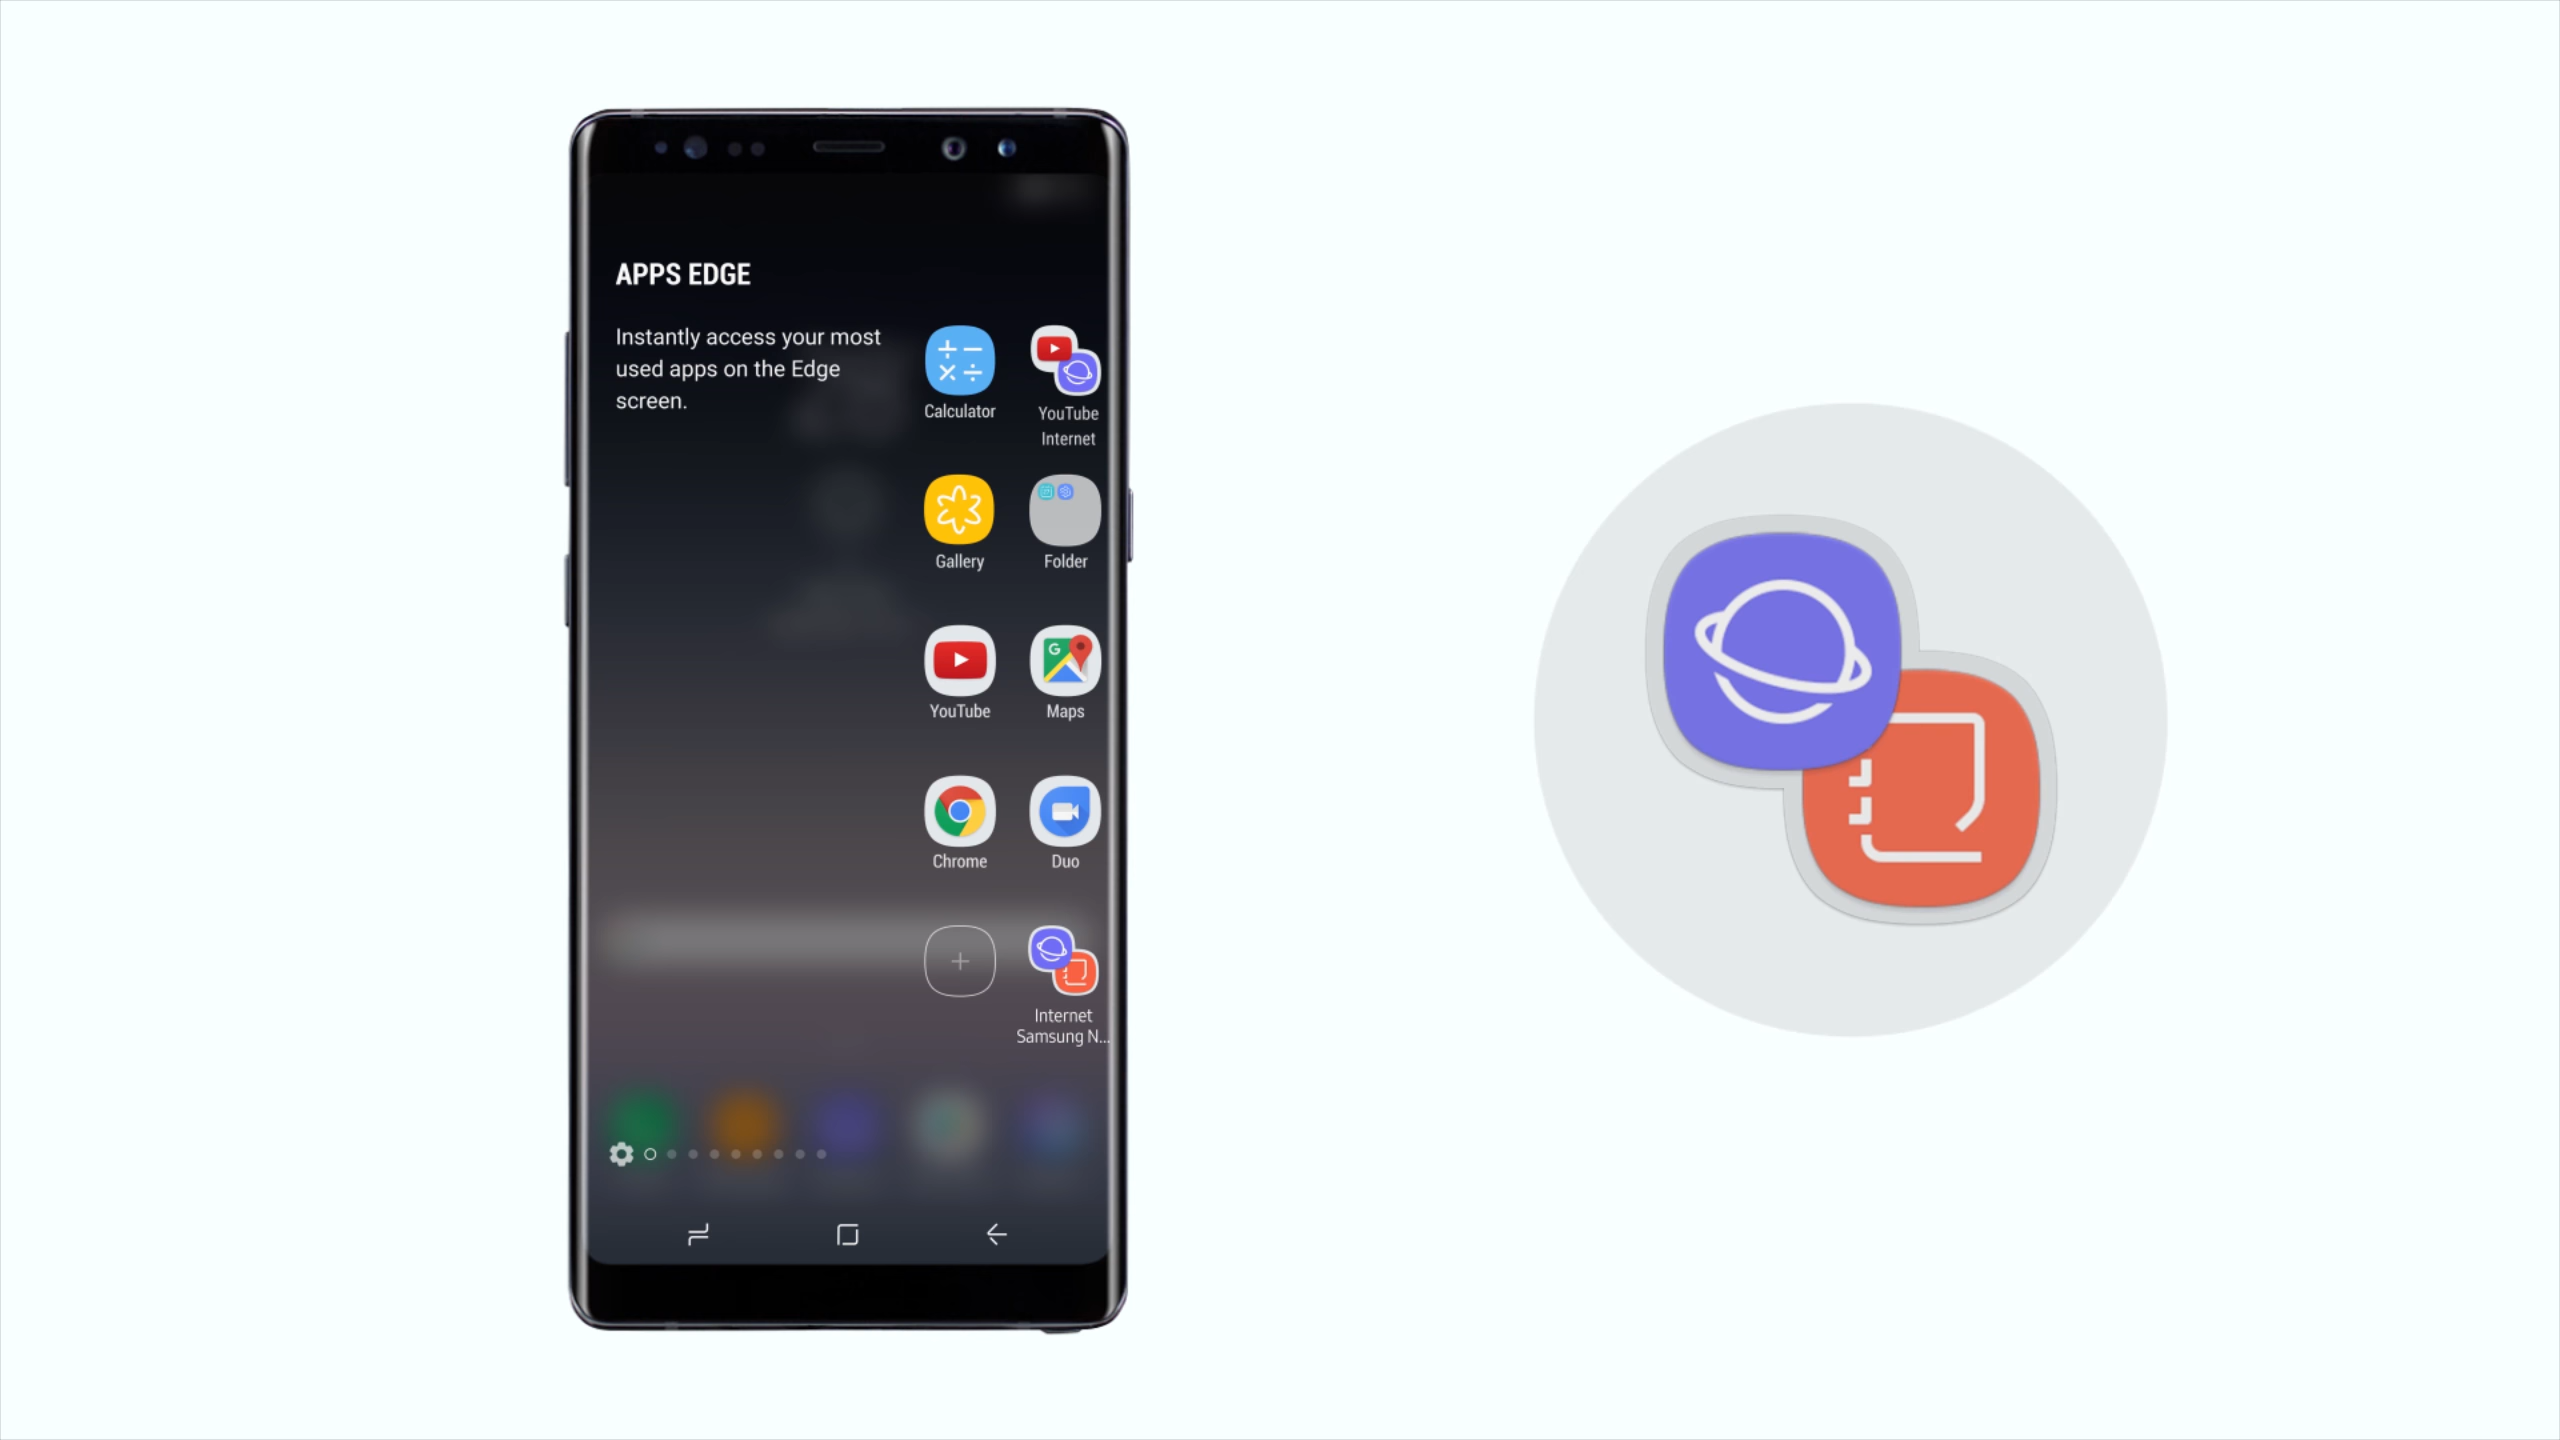 APPS EDGE
Instantly access your most
used apps on the Edge
screen.
Calculator
YouTube
Internet
Gallery
Folder
YouTube
Maps
G
Chrome
Duo
Internet
Samsung N...